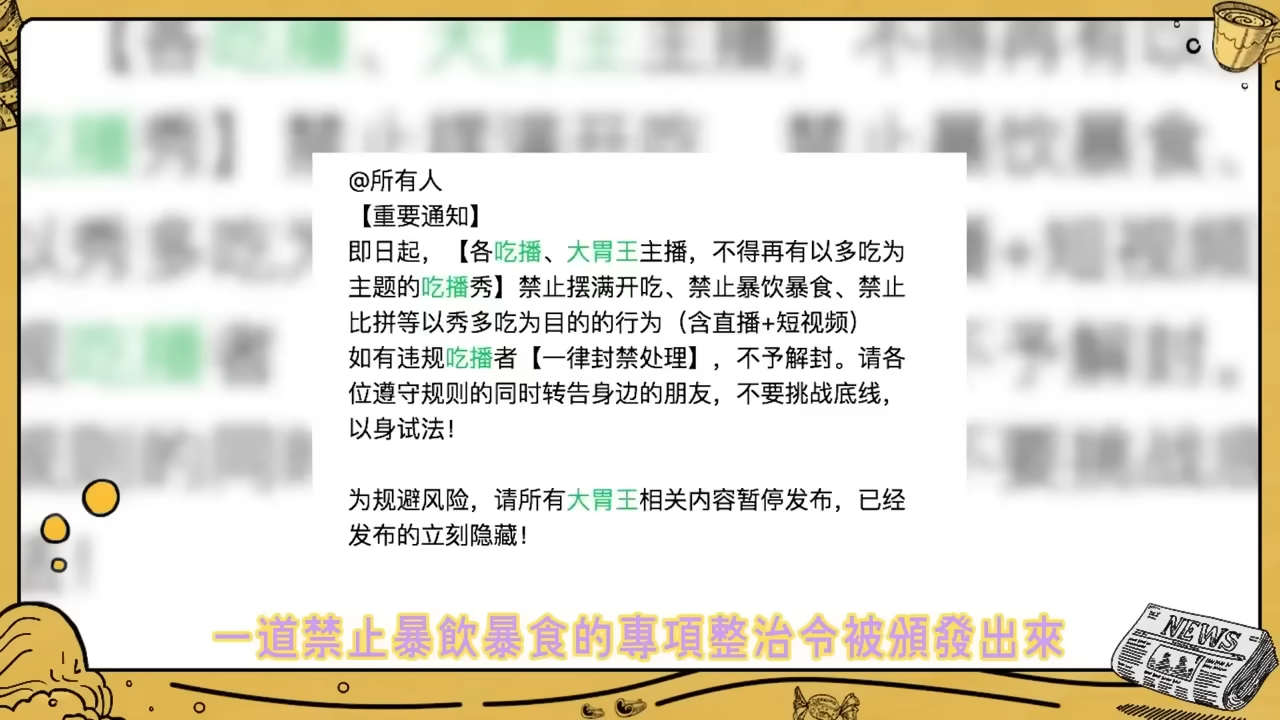 @所有人
【重要通知】
即日起，【各吃播、大胃王主播，不得再有以多吃为
主题的吃播秀】禁止摆满开吃、禁止暴饮暴食、禁止
比拼等以秀多吃为目的的行为（含直播+短视频）
如有违规吃播者【一律封禁处理】，不予解封。请各
位遵守规则的同时转告身边的朋友，不要挑战底线，
以身试法！
为规避风险，请所有大胃王相关内容暂停发布，已经
发布的立刻隐藏！
一道禁止暴飲暴食的專項整治令被頒發出來
NEWS